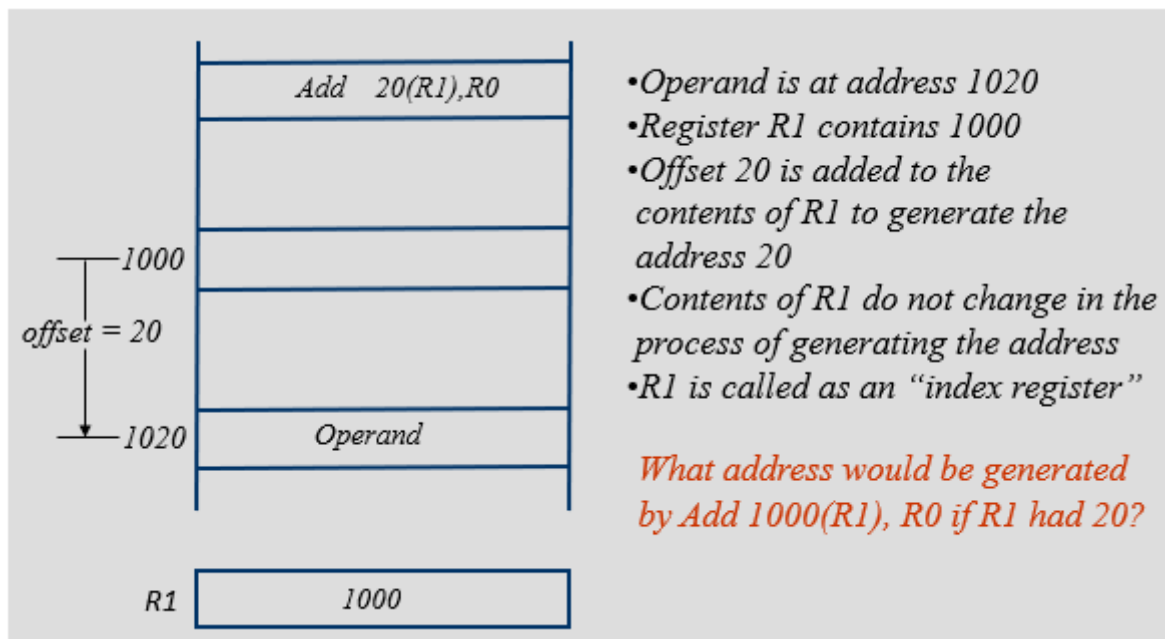 Add 20(R1),R0
1000
offset = 20
1020
Operand
R1
1000
•Operand is at address 1020
•Register R1 contains 1000
•Offset 20 is added to the
contents of R1 to generate the
address 20
•Contents of R1 do not change in the
process of generating the address
•R1 is called as an “index register”
What address would be generated
by Add 1000(R1), R0 if R1 had 20?